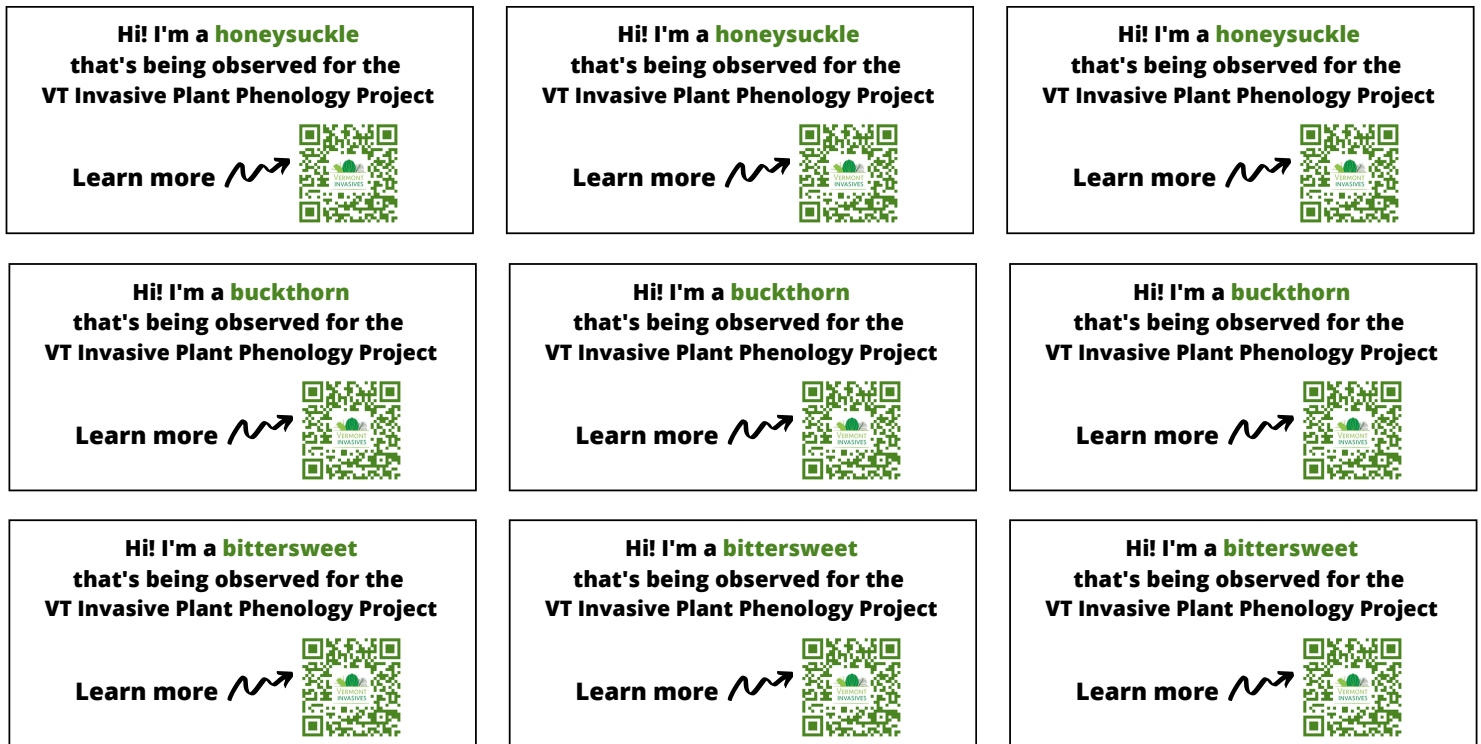 Hi! I'm a honeysuckle
that's being observed for the
VT Invasive Plant Phenology Project
Learn more
VERMONT
INVASIVES
Hi! I'm a honeysuckle
that's being observed for the
VT Invasive Plant Phenology Project
Learn more
VERMONT
INVASIVES
Hi! I'm a honeysuckle
that's being observed for the
VT Invasive Plant Phenology Project
Learn more
VERMONT
INVASIVES
Hi! I'm a buckthorn
that's being observed for the
VT Invasive Plant Phenology Project
Learn more
VERMONT
INVASIVES
Hi! I'm a buckthorn
that's being observed for the
VT Invasive Plant Phenology Project
Learn more
VERMONT
INVASIVES
Hi! I'm a buckthorn
that's being observed for the
VT Invasive Plant Phenology Project
Learn more
VERMONT
INVASIVES
Hi! I'm a bittersweet
that's being observed for the
VT Invasive Plant Phenology Project
Learn more
VERMONT
INVASIVES
Hi! I'm a bittersweet
that's being observed for the
VT Invasive Plant Phenology Project
Learn more
VERMONT
INVASIVES
Hi! I'm a bittersweet
that's being observed for the
VT Invasive Plant Phenology Project
Learn more
VERMONT
INVASIVES